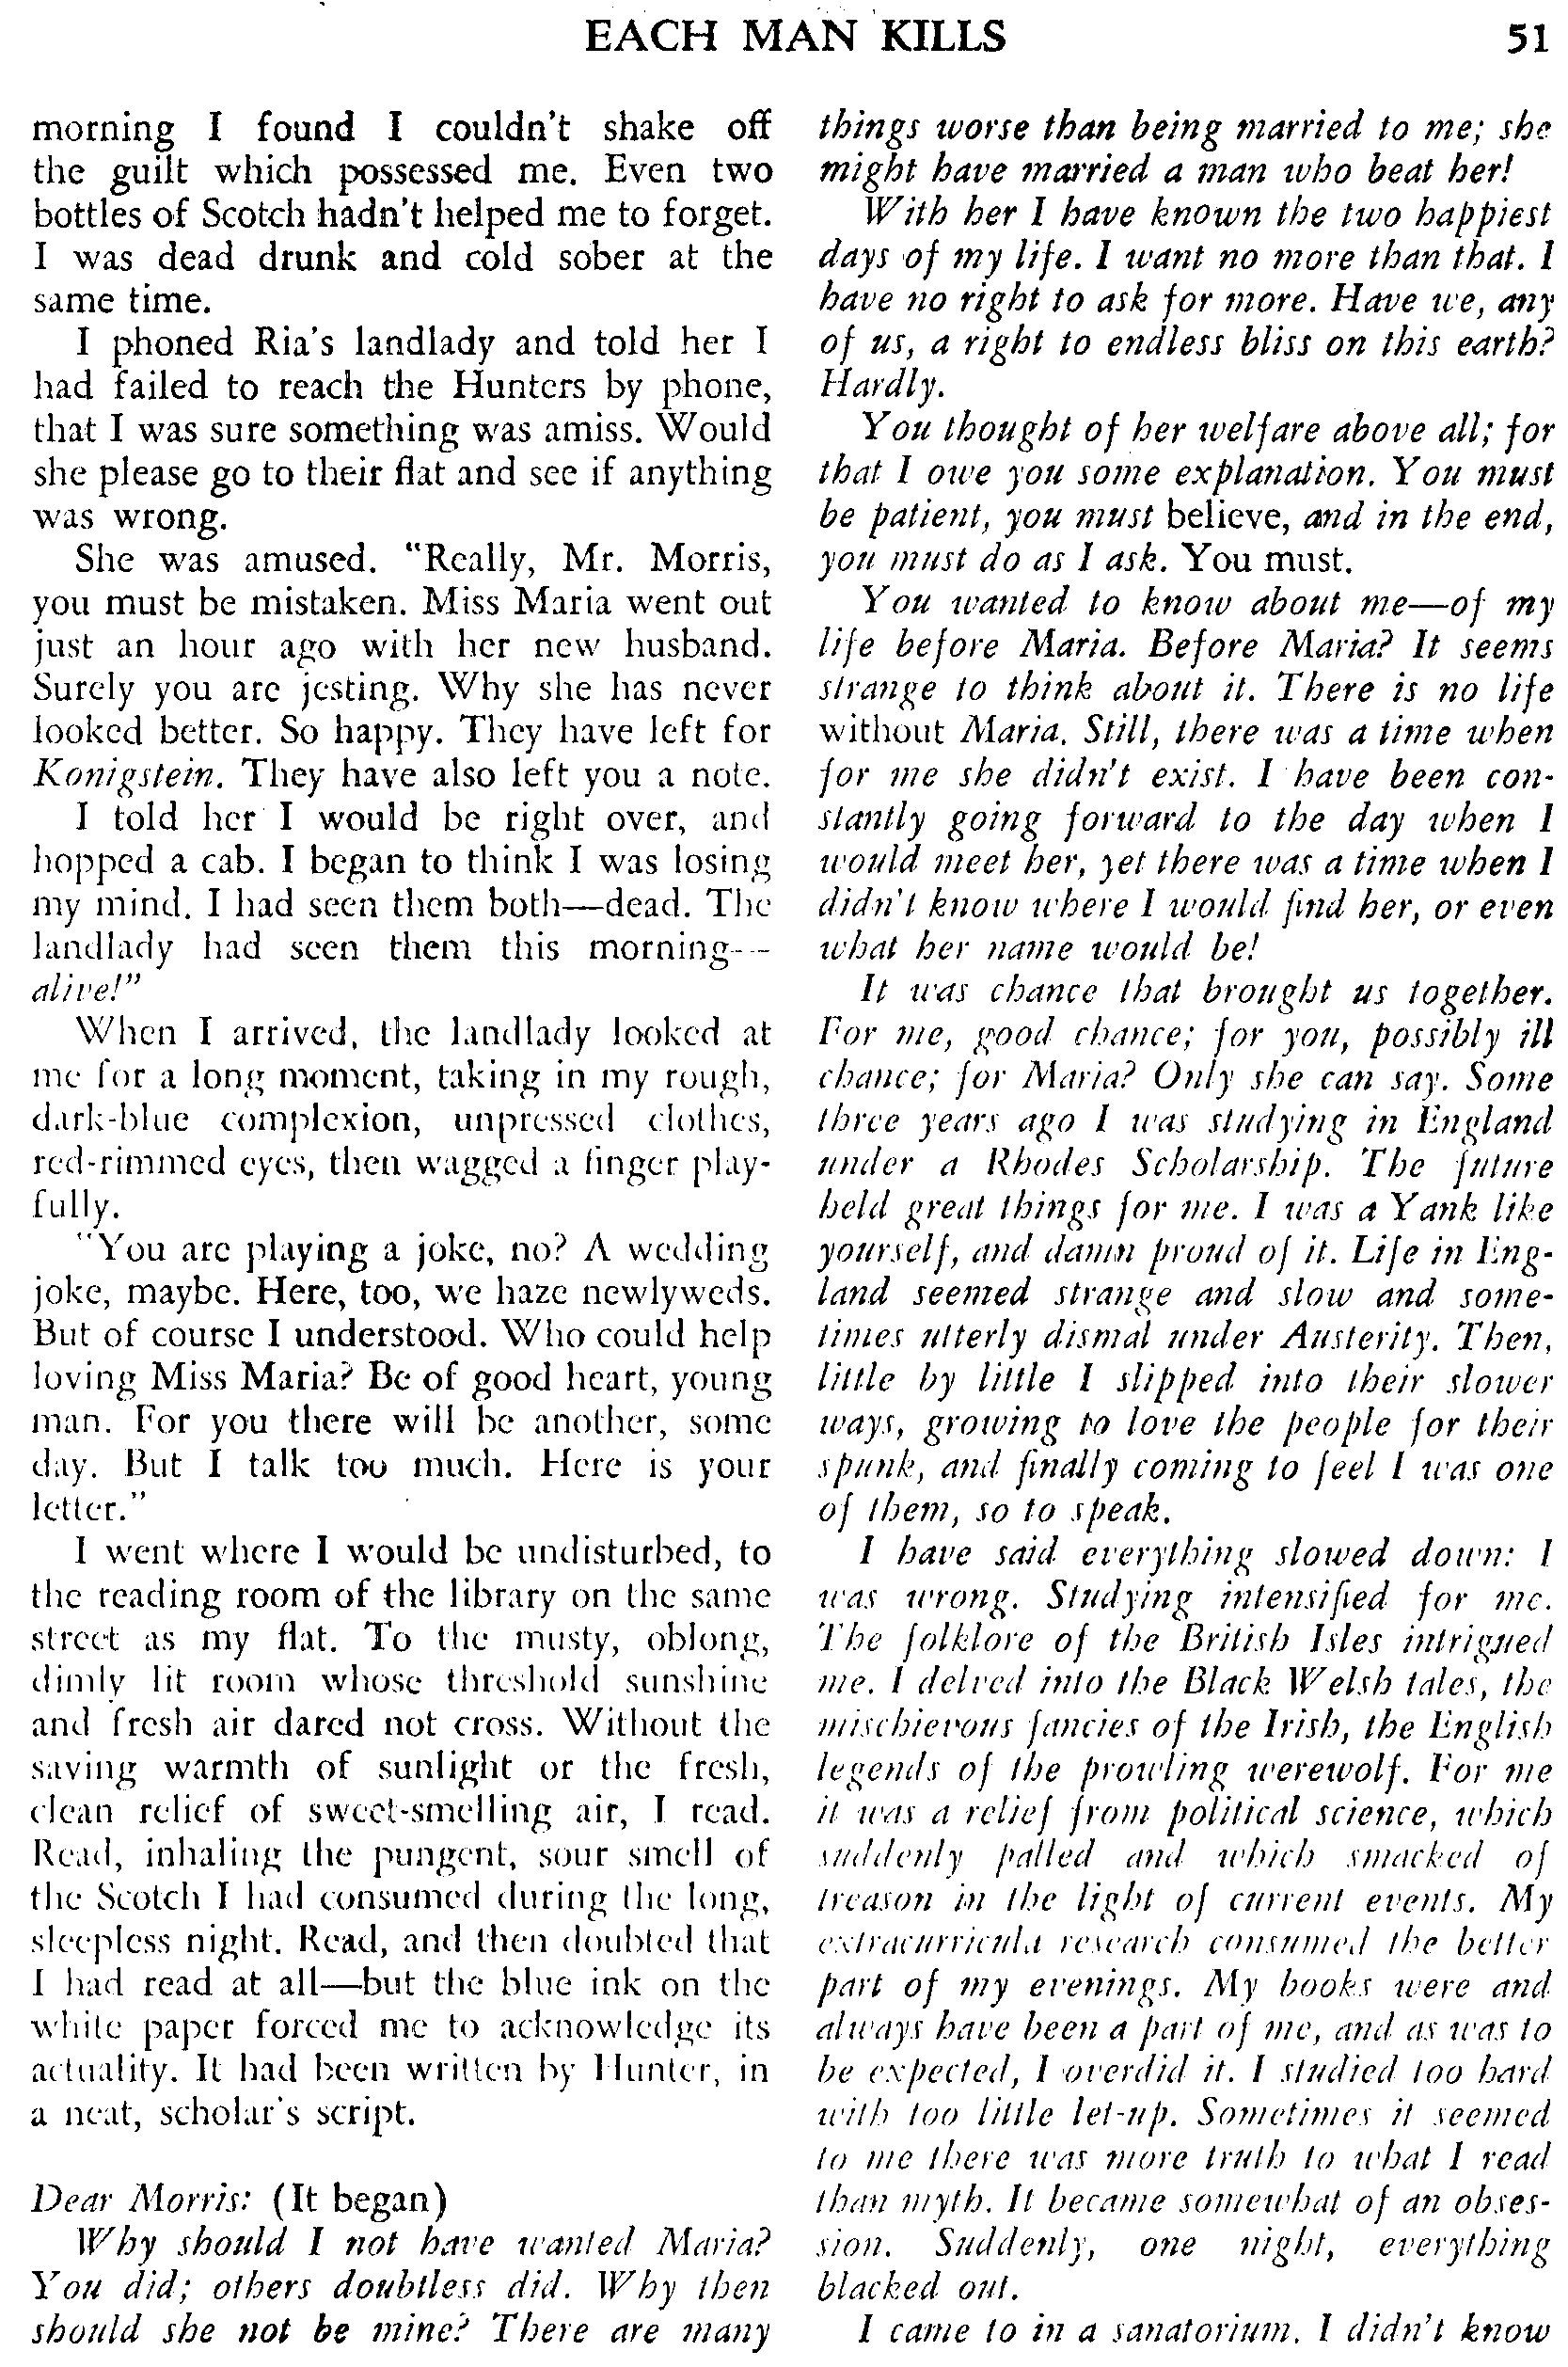 EACH MAN KILLS 51
morning I found I couldn't shake off
the guilt which possessed me. Even two
bottles of Scotch hadn't helped me to forget.
I was dead drunk and cold sober at the
same time.
I phoned Ria's landlady and told her I
had failed to reach the Hunters by phone,
that I was sure something was amiss. Would
she please go to their flat and see if anything
was wrong.
She was amused. "Really, Mr. Morris,
you must be mistaken. Miss Maria went out
just an hour ago with her new husband.
Surely you are jesting. Why she has never
looked better. So happy. They have left for
Konigstein. They have also left you a note.
I told her I would be right over, and
hopped a cab. I began to think I was losing
my mind. I had seen them both—dead. The
landlady had seen them this morning—
alive!"
When I arrived, the landlady looked at
me for a long moment, taking in my rough,
dark-blue complexion, unpressed clothes,
red-rimmed eyes, then wagged a finger play-
fully.
"You are playing a joke, no? A wedding
joke, maybe. Here, too, we haze newlyweds.
But of course I understood. Who could help
loving Miss Maria? Be of good heart, young
man. For you there will be another, some
day. But I talk too much. Here is your
letter."
I went where I would be undisturbed, to
the reading room of the library on the same
street as my flat. To the musty, oblong,
dimly lit room whose threshold sunshine
and fresh air dared not cross. Without the
saving warmth of sunlight or the fresh,
clean relief of sweet-smelling air, I read.
Read, inhaling the pungent, sour smell of
the Scotch I had consumed during the long,
sleepless night. Read, and then doubted that
I had read at all—but the blue ink on the
white paper forced me to acknowledge its
actuality. It had been written by Hunter, in
a neat, scholar's script.
Dear Morris: (It began)
Why should I not have wanted Maria?
You did; others doubtless did. Why then
should she not be mine? There are many
things worse than being married to me; she
might have married a man who beat her!
With her I have known the two happiest
days of my life. I want no more than that. I
have no right to ask for more. Have we, any
of us, a right to endless bliss on this earth?
Hardly.
You thought of her welfare above all; for
that I owe you some explanation. You must
be patient, you must believe, and in the end,
you must do as I ask. You must.
You wanted to know about me—of my
life before Maria. Before Maria? It seems
strange to think about it. There is no life
without Maria. Still, there was a time when
for me she didn't exist. I have been con-
stantly going forward to the day when I
would meet her, yet there was a time when I
didn't know where I would find her, or even
what her name would be!
It was chance that brought us together.
For me, good chance; for you, possibly ill
chance; for Maria? Only she can say. Some
three years ago I was studying in England
under a Rhodes Scholarship. The future
held great things for me. I was a Yank like
yourself, and damn proud of it. Life in Eng-
land seemed strange and slow and some-
times utterly dismal under Austerity. Then,
little by little I slipped into their slower
ways, growing to love the people for their
spunk, and finally coming to feel I was one
of them, so to speak.
I have said everything slowed down: I
was wrong. Studying intensified for me.
The folklore of the British Isles intrigued
me. I delved into the Black Welsh tales, the
mischievous fancies of the Irish, the English
legends of the prowling werewolf. For me
it was a relief from political science, which
suddenly palled and which smacked of
treason in the light of current events. My
extracurricula research consumed the better
part of my evenings. My books were and
always have been a part of me, and as was to
be expected, I overdid it. I studied too hard
with too little let-up. Sometimes it seemed
to me there was more truth to what I read
than myth. It became somewhat of an obses-
sion. Suddenly, one night, everything
blacked out.
I came to in a sanatorium. I didn't know